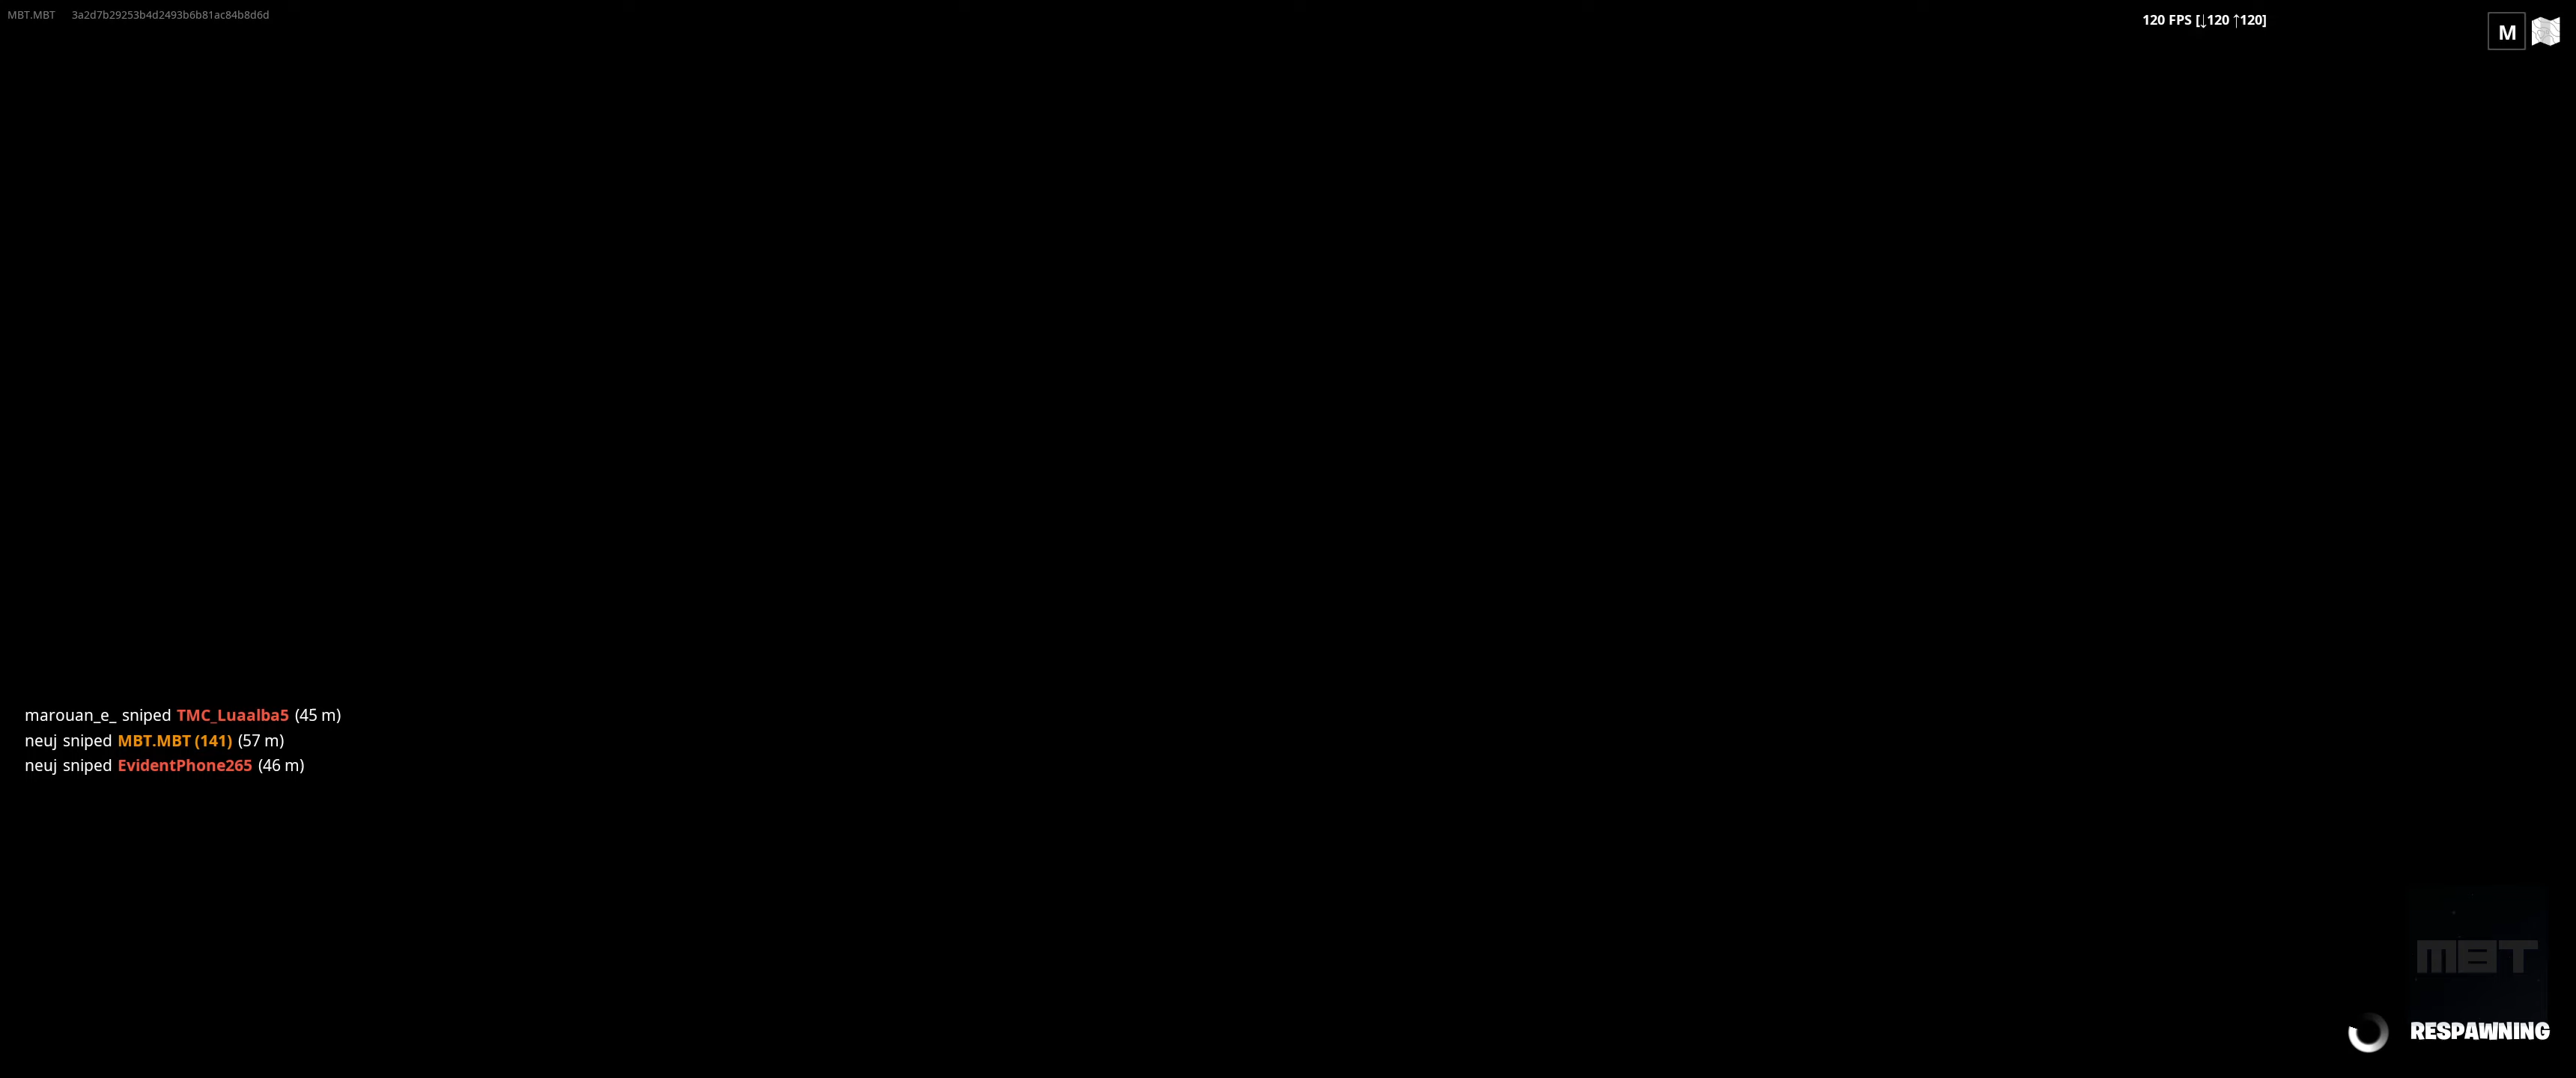 MBT.MBT 3a2d7b29253b4d2493b6b81ac84b8d6d
120 FPS [↓120 ↑120]
M
marouan_e_ sniped TMC_Luaalba5 (45 m)
neuj sniped MBT.MBT (141) (57 m)
neuj sniped EvidentPhone265 (46 m)
MBT
RESPAWNING